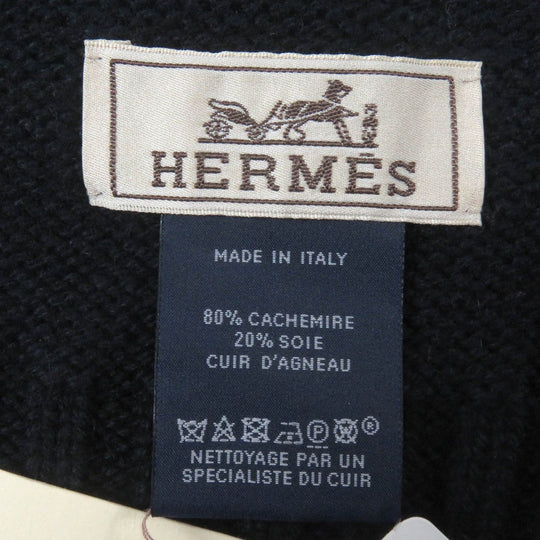 HERMÈS
MADE IN ITALY
80% CACHEMIRE
20% SOIE
CUIR D'AGNEAU
P ®
NETTOYAGE PAR UN
SPECIALISTE DU CUIR